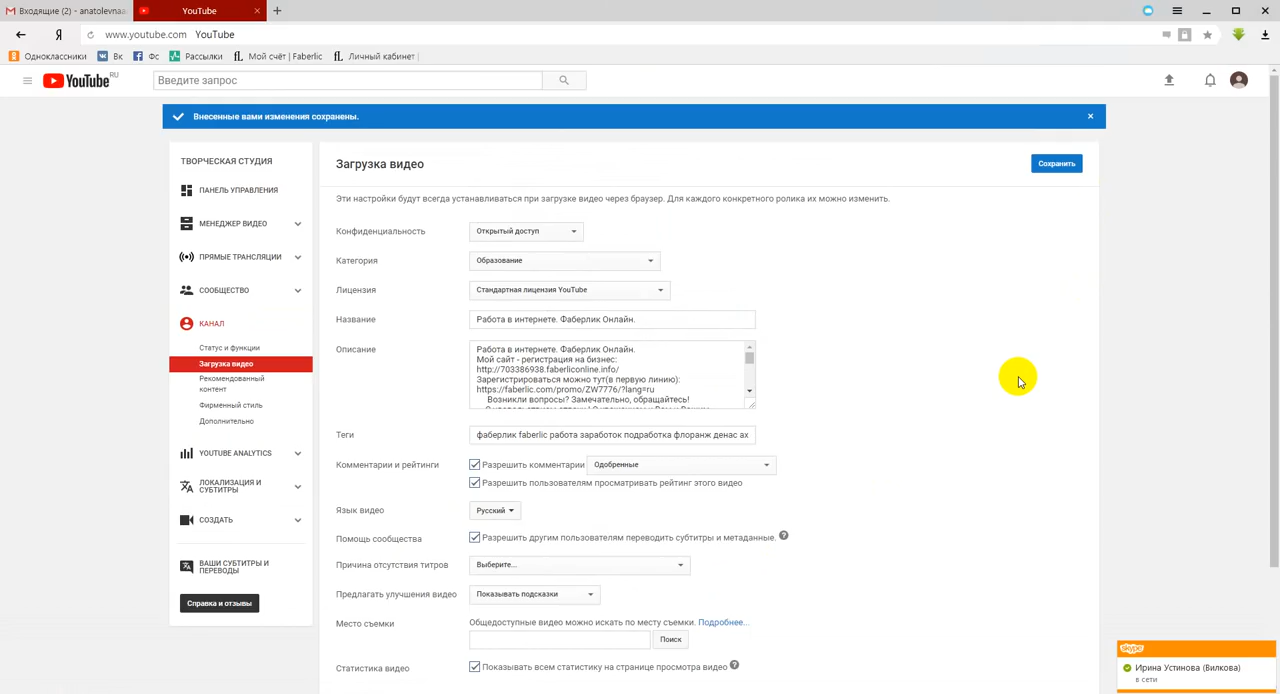 Входящие (2) - anatolevnaa
YouTube
www.youtube.com YouTube
Одноклассники Вк Фс Рассылки Мой счёт | Faberlic Личный кабинет
YouTube RU
Введите запрос
Внесенные вами изменения сохранены.
ТВОРЧЕСКАЯ СТУДИЯ
ПАНЕЛЬ УПРАВЛЕНИЯ
МЕНЕДЖЕР ВИДЕО
ПРЯМЫЕ ТРАНСЛЯЦИИ
СООБЩЕСТВО
КАНАЛ
Статус и функции
Загрузка видео
Рекомендованный
контент
Фирменный стиль
Дополнительно
YOUTUBE ANALYTICS
ЛОКАЛИЗАЦИЯ И
СУБТИТРЫ
СОЗДАТЬ
ВАШИ СУБТИТРЫ И
ПЕРЕВОДЫ
Справка и отзывы
Загрузка видео
Сохранить
Эти настройки будут всегда устанавливаться при загрузке видео через браузер. Для каждого конкретного ролика их можно изменить.
Конфиденциальность Открытый доступ
Категория Образование
Лицензия Стандартная лицензия YouTube
Название Работа в интернете. Фаберлик Онлайн.
Описание Работа в интернете. Фаберлик Онлайн.
Мой сайт - регистрация на бизнес:
http://703386938.faberliconline.info/
Зарегистрироваться можно тут(в первую линию):
https://faberlic.com/promo/ZW7776/?lang=ru
Возникли вопросы? Замечательно, обращайтесь!
Теги фаберлик faberlic работа заработок подработка флоранж денас ах
Комментарии и рейтинги Разрешить комментарии Одобренные
Разрешить пользователям просматривать рейтинг этого видео
Язык видео Русский
Помощь сообщества Разрешить другим пользователям переводить субтитры и метаданные. ?
Причина отсутствия титров Выберите...
Предлагать улучшения видео Показывать подсказки
Место съемки Общедоступные видео можно искать по месту съемки. Подробнее...
Поиск
Статистика видео Показывать всем статистику на странице просмотра видео ?
skype
Ирина Устинова (Вилкова)
в сети